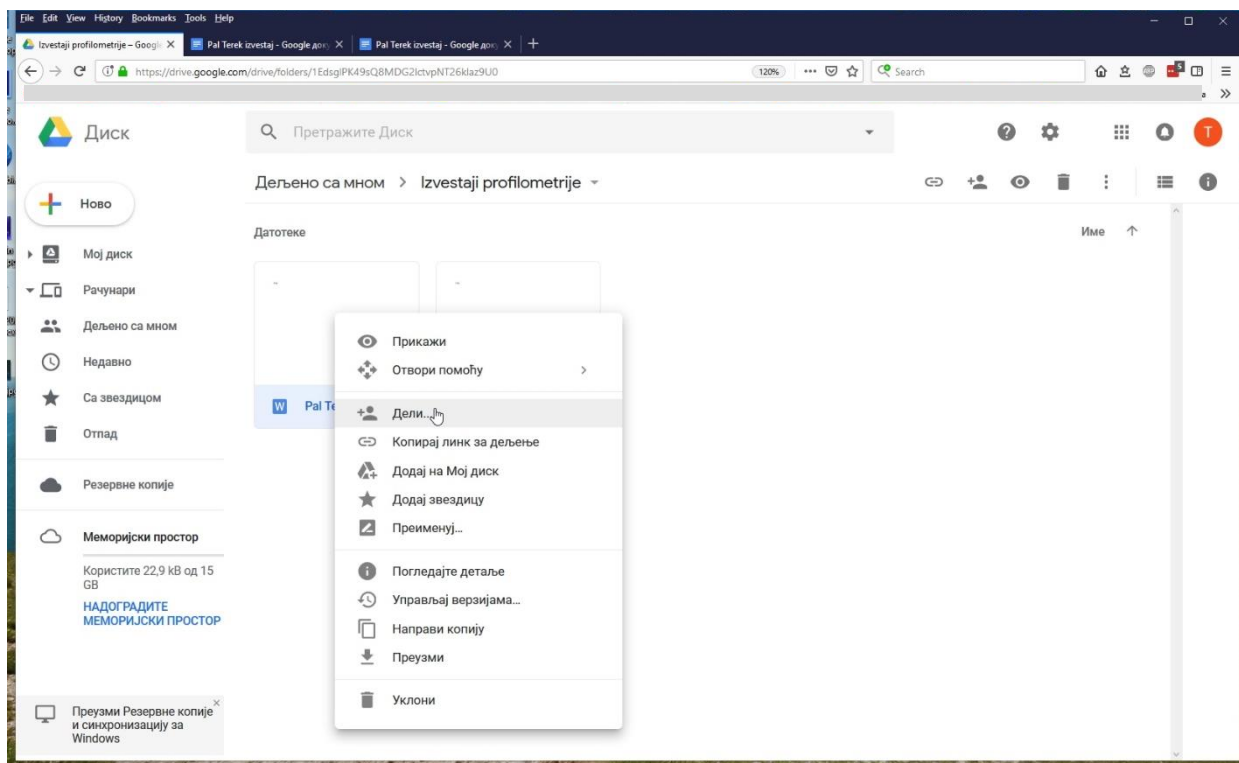 File Edit View History Bookmarks Tools Help
Izvestaji profilometrije – Google
Pal Terek izvestaj - Google доку
Pal Terek izvestaj - Google доку
https://drive.google.com/drive/folders/
120%
Search
Диск
Претражите Диск
T
Дељено са мном > Izvestaji profilometrije
Ново
Датотеке
Име
Мој диск
Рачунари
Дељено са мном
Недавно
Са звездицом
Отпад
Резервне копије
Меморијски простор
Користите 22,9 kB од 15
GB
НАДОГРАДИТЕ
МЕМОРИЈСКИ ПРОСТОР
Преузми Резервне копије
и синхронизацију за
Windows
W Pal Te
Прикажи
Отвори помоћу
Дели...
Копирај линк за дељење
Додај на Мој диск
Додај звездицу
Преименуј...
Погледајте детаље
Управљај верзијама...
Направи копију
Преузми
Уклони